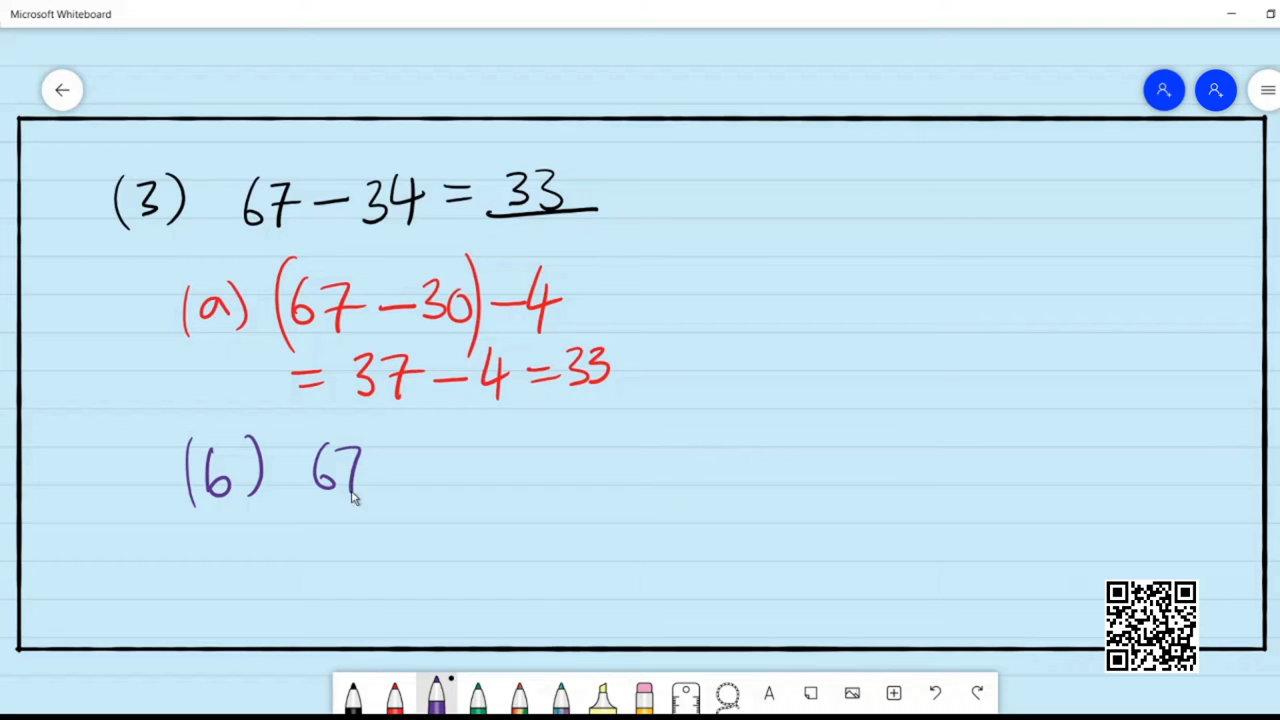 Microsoft Whiteboard
(3) 67 - 34 = 33
(a) (67 - 30) - 4
= 37 - 4 = 33
(b) 67
A